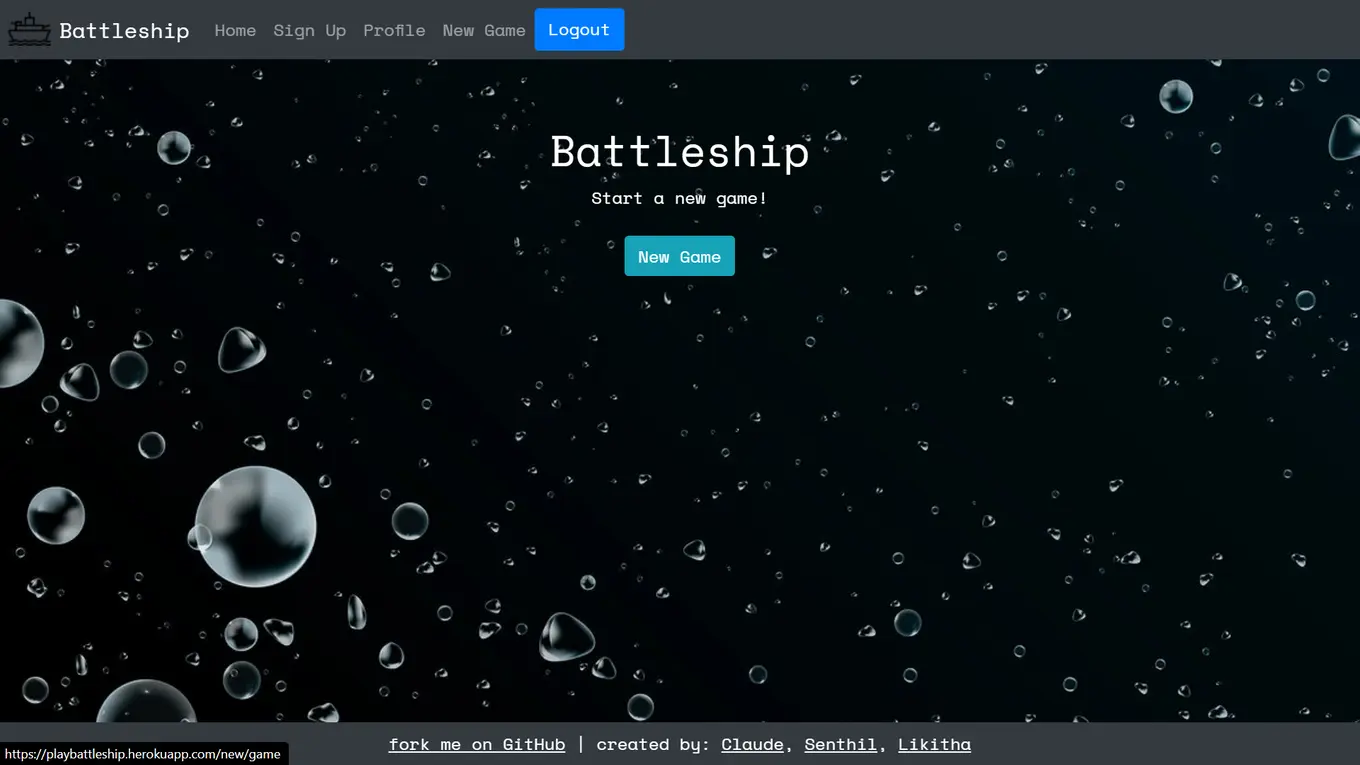 Battleship Home Sign Up Profile New Game Logout
Battleship
Start a new game!
New Game
fork me on GitHub | created by: Claude, Senthil, Likitha
https://playbattleship.herokuapp.com/new/game